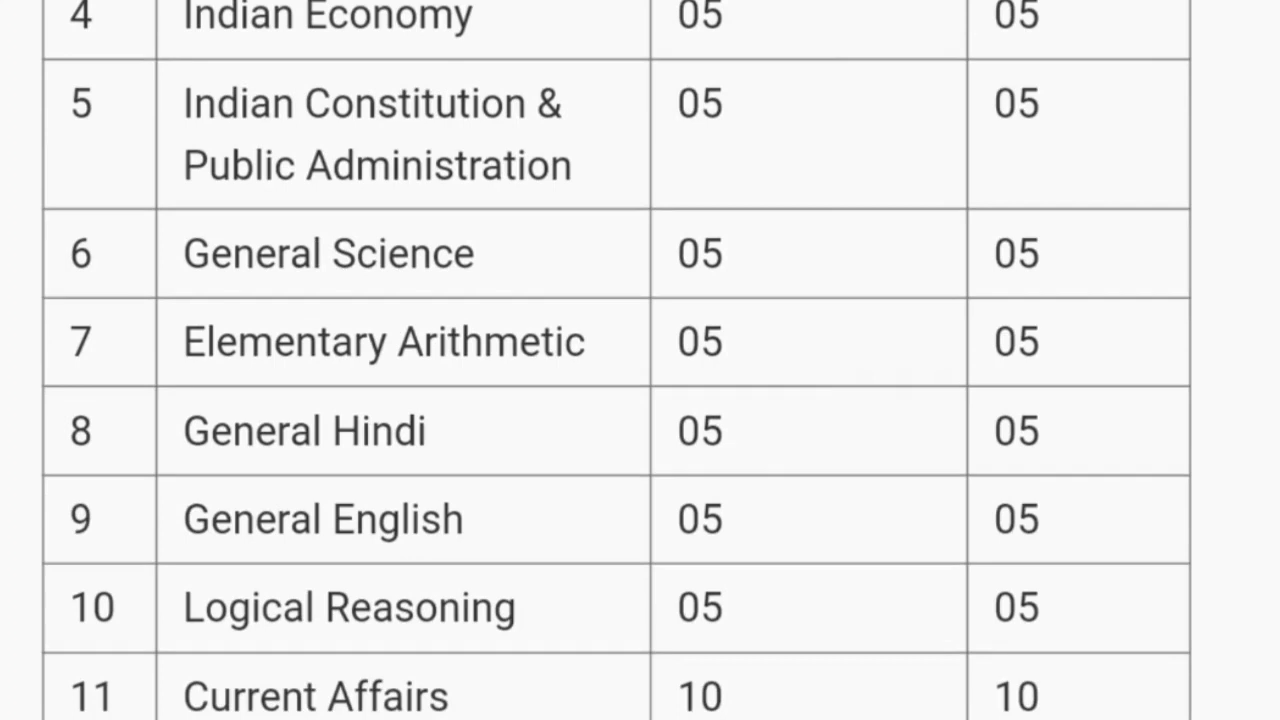 4 Indian Economy 05 05
5 Indian Constitution & 05 05
Public Administration
6 General Science 05 05
7 Elementary Arithmetic 05 05
8 General Hindi 05 05
9 General English 05 05
10 Logical Reasoning 05 05
11 Current Affairs 10 10